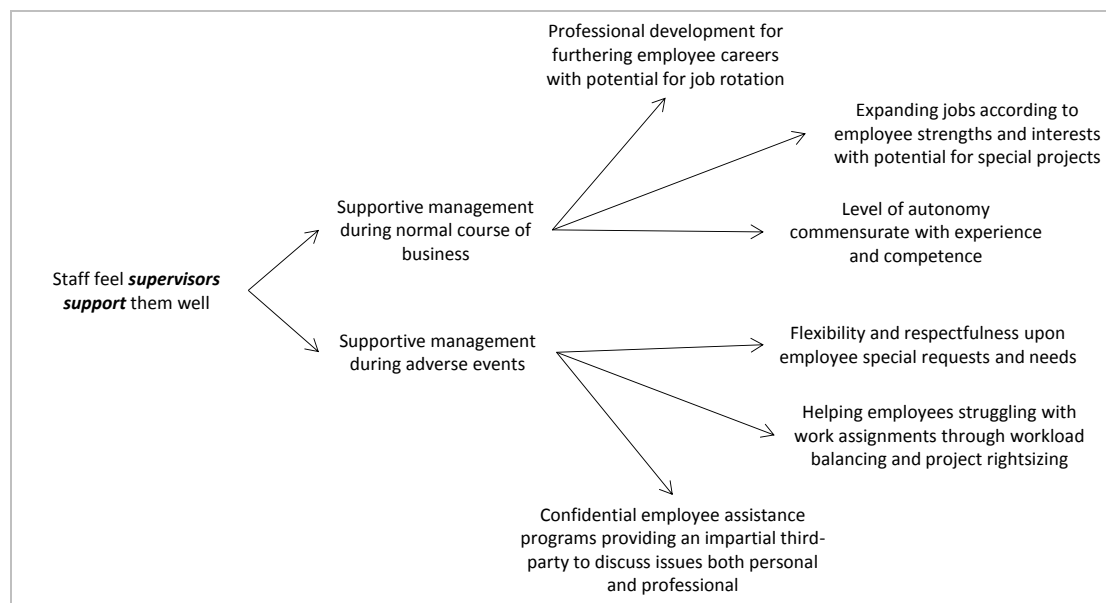 Professional development for
furthering employee careers
with potential for job rotation
Expanding jobs according to
employee strengths and interests
with potential for special projects
Supportive management
during normal course of
business
Level of autonomy
commensurate with experience
and competence
Staff feel supervisors
support them well
Supportive management
during adverse events
Flexibility and respectfulness upon
employee special requests and needs
Helping employees struggling with
work assignments through workload
balancing and project rightsizing
Confidential employee assistance
programs providing an impartial third-
party to discuss issues both personal
and professional